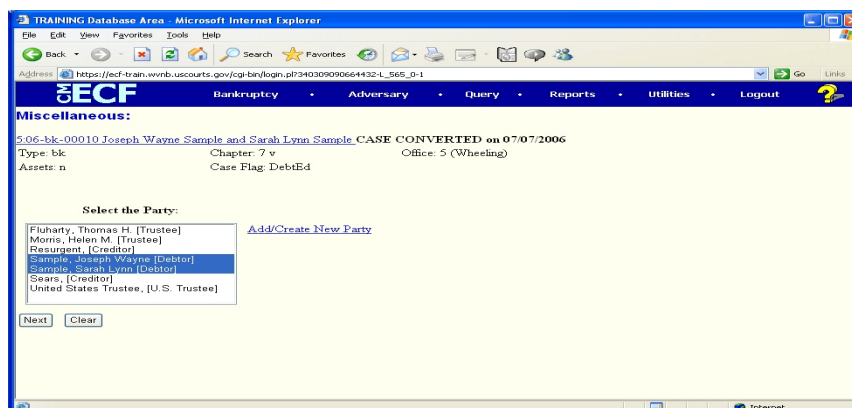 TRAINING Database Area - Microsoft Internet Explorer
File Edit View Favorites Tools Help
Back Search Favorites
Address https://ecf-train.wvnb.uscourts.gov/cgi-bin/login.pl?340309090664432-L_565_0-1 Go Links
CM ECF Bankruptcy • Adversary • Query • Reports • Utilities • Logout ?
Miscellaneous:
5:06-bk-00010 Joseph Wayne Sample and Sarah Lynn Sample CASE CONVERTED on 07/07/2006
Type: bk Chapter: 7 v Office: 5 (Wheeling)
Assets: n Case Flag: DebtEd
Select the Party:
Fluharty, Thomas H. [Trustee] Add/Create New Party
Morris, Helen M. [Trustee]
Resurgent, [Creditor]
Sample, Joseph Wayne [Debtor]
Sample, Sarah Lynn [Debtor]
Sears, [Creditor]
United States Trustee, [U.S. Trustee]
Next Clear
Internet